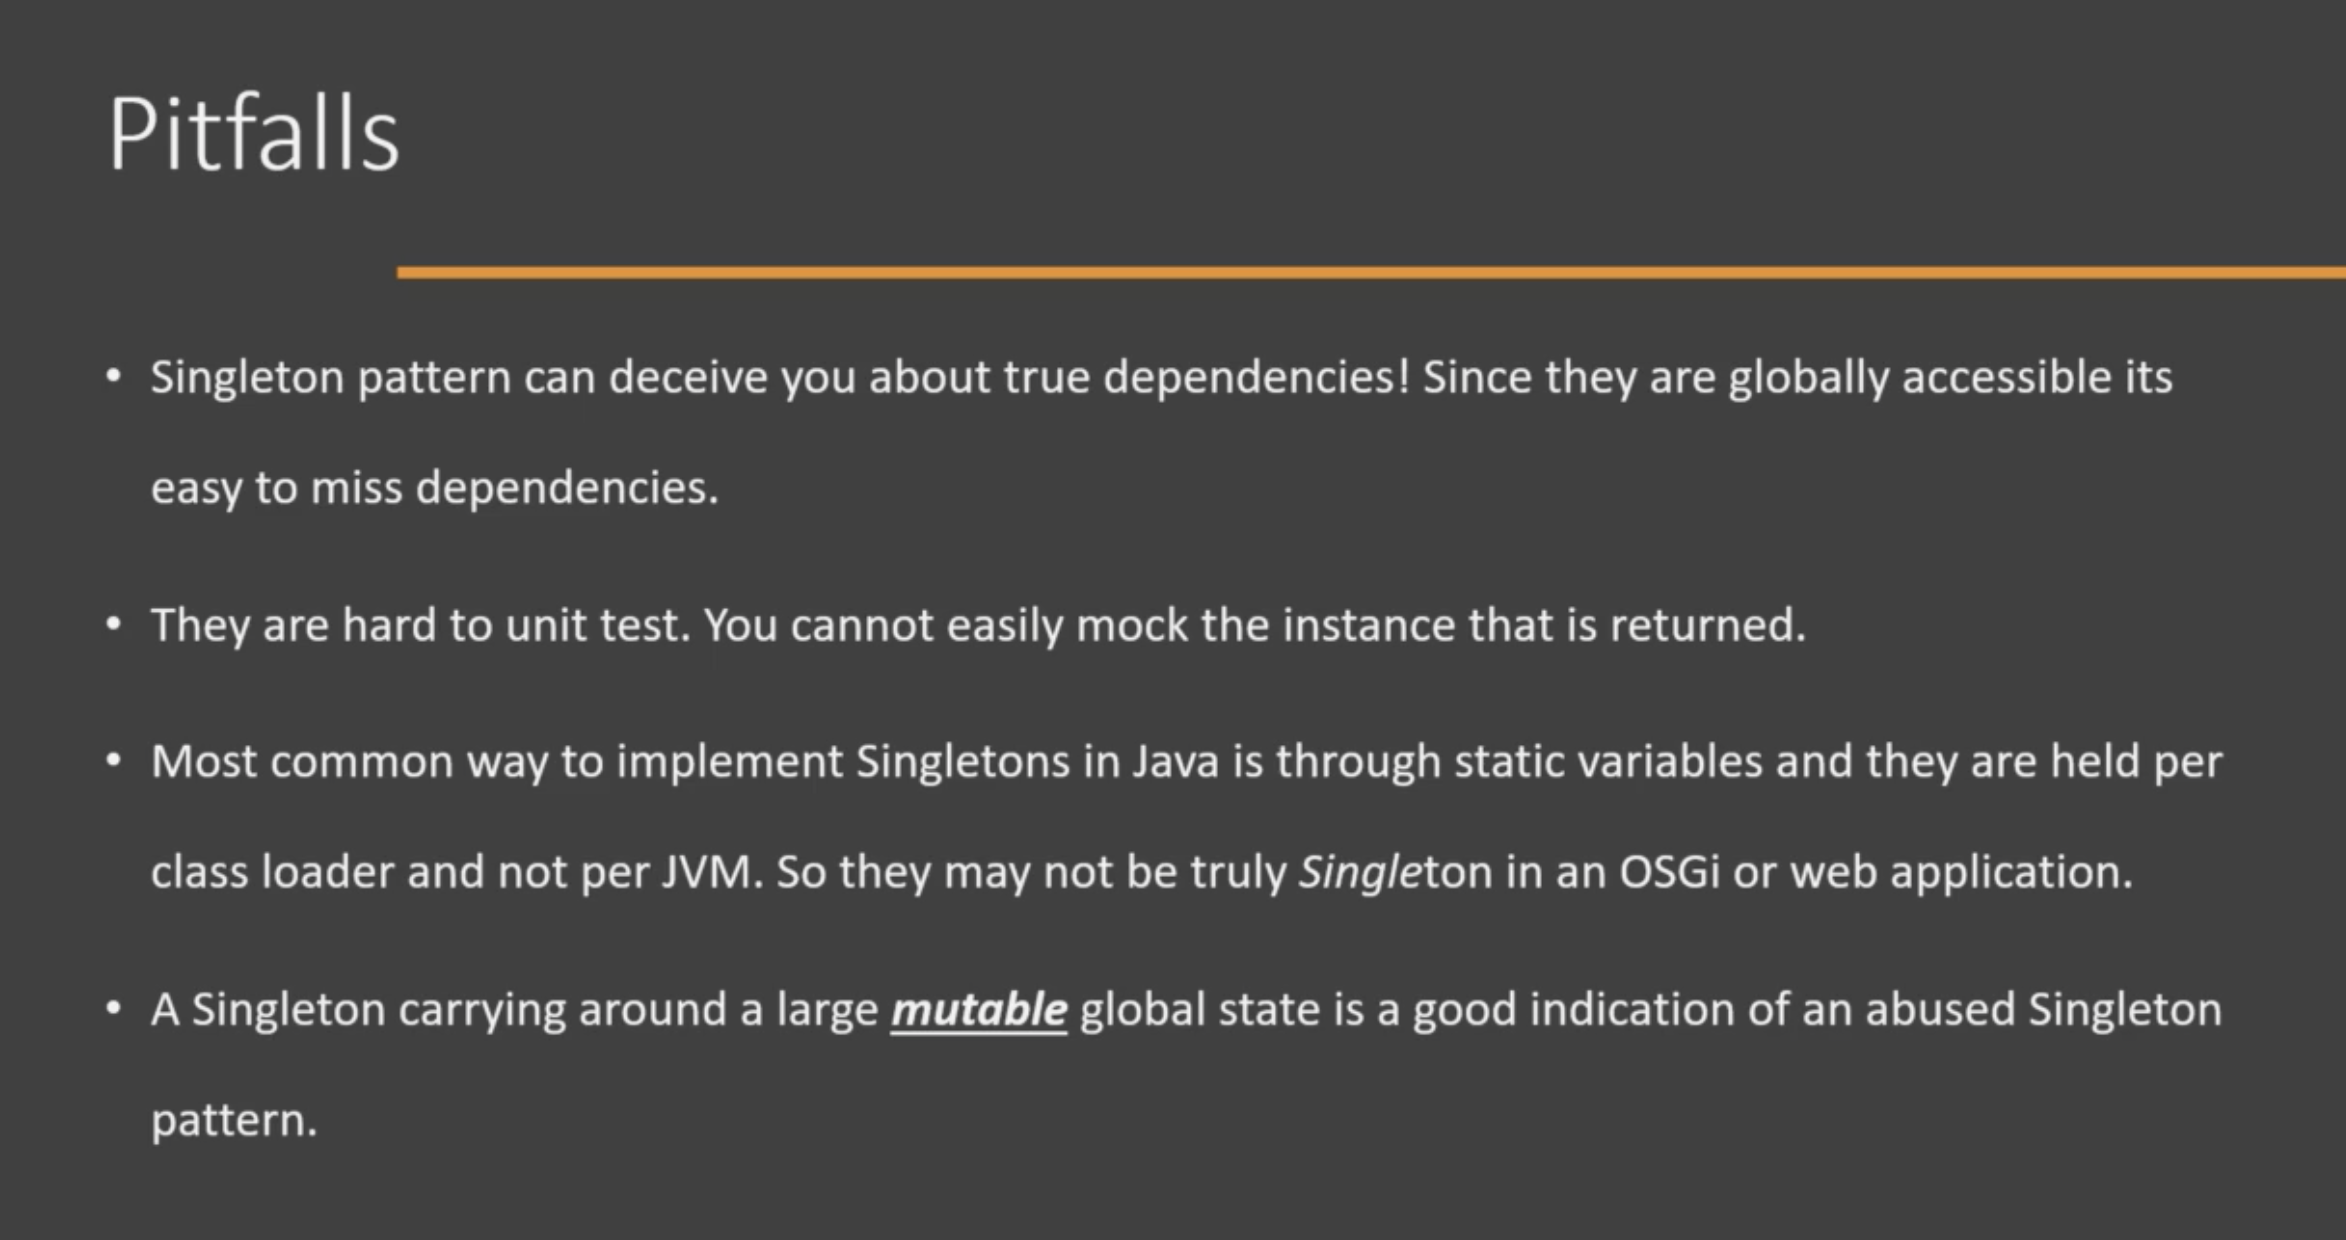 Pitfalls
• Singleton pattern can deceive you about true dependencies! Since they are globally accessible its
easy to miss dependencies.
• They are hard to unit test. You cannot easily mock the instance that is returned.
• Most common way to implement Singletons in Java is through static variables and they are held per
class loader and not per JVM. So they may not be truly Singleton in an OSGi or web application.
• A Singleton carrying around a large mutable global state is a good indication of an abused Singleton
pattern.